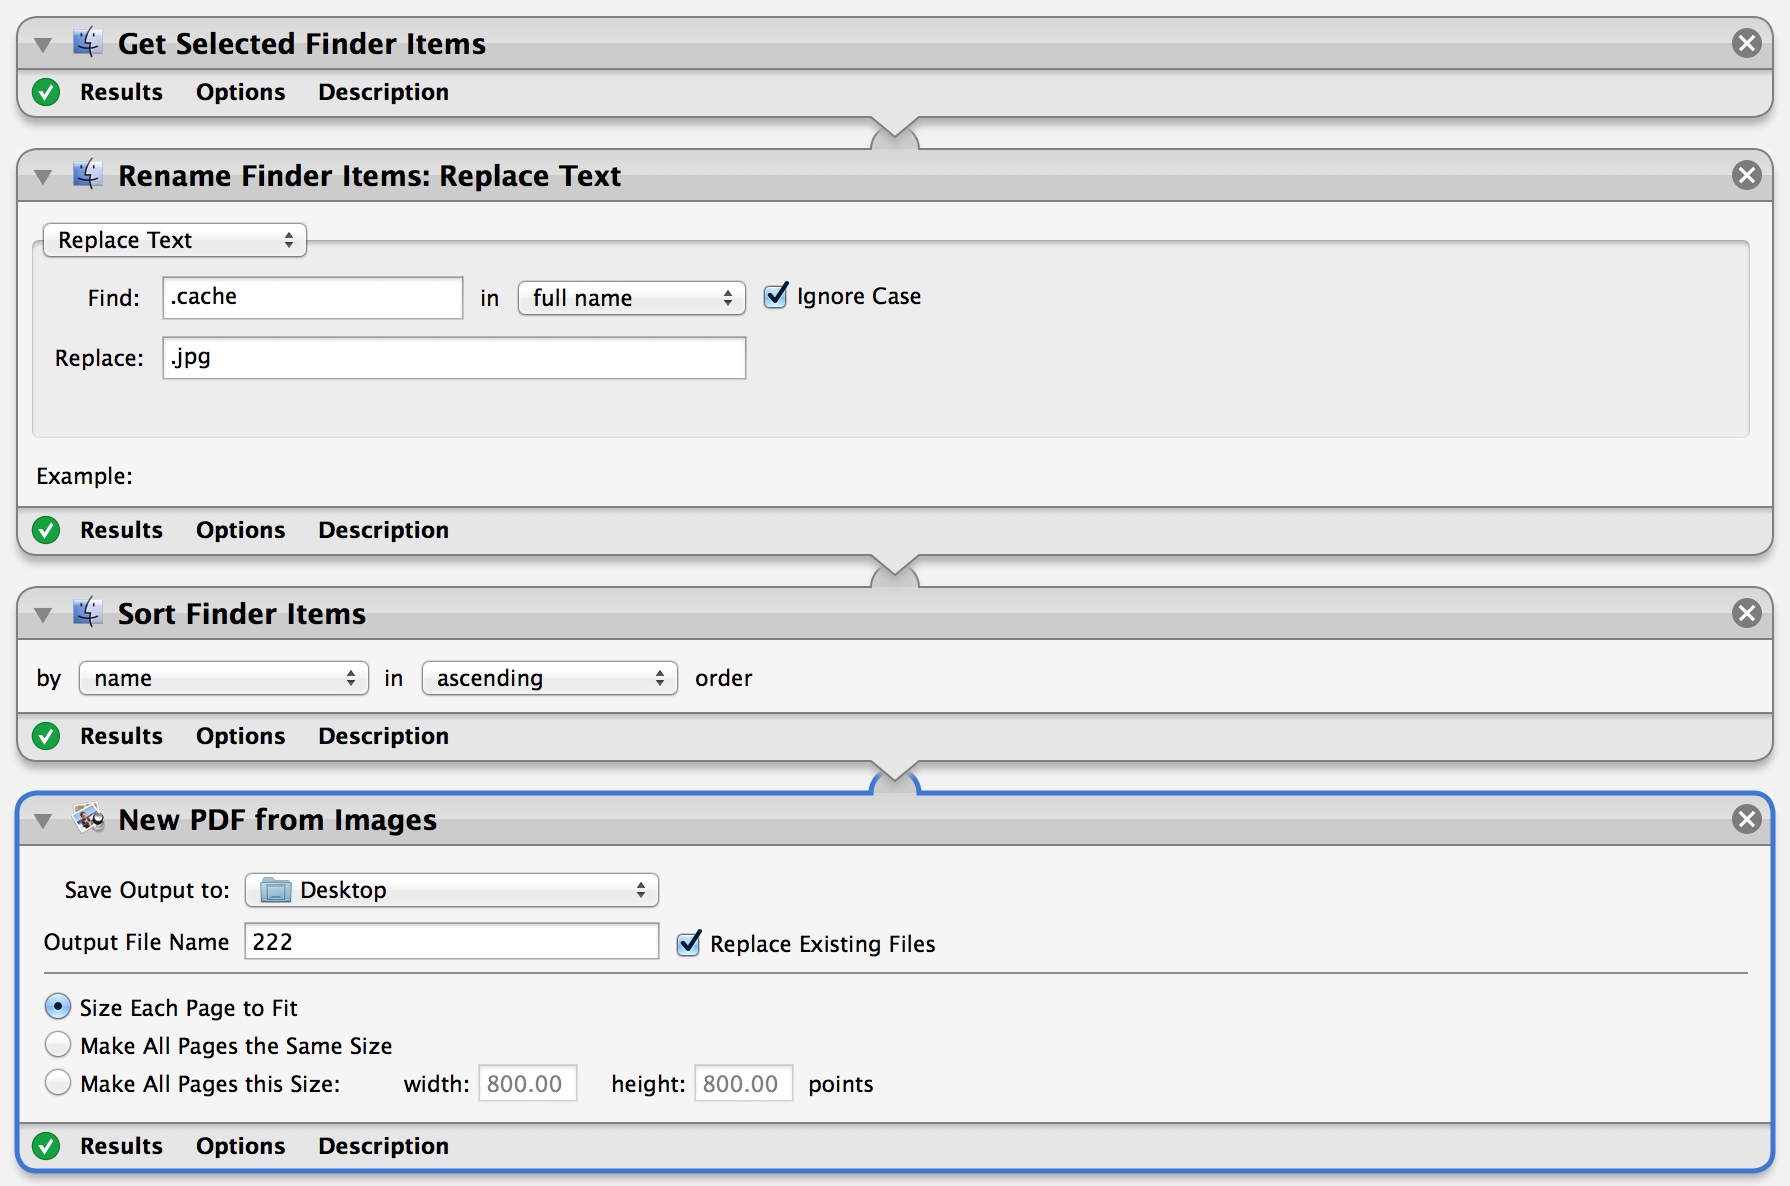 Get Selected Finder Items
Results Options Description
Rename Finder Items: Replace Text
Replace Text
Find: .cache in full name Ignore Case
Replace: .jpg
Example:
Results Options Description
Sort Finder Items
by name in ascending order
Results Options Description
New PDF from Images
Save Output to: Desktop
Output File Name 222 Replace Existing Files
Size Each Page to Fit
Make All Pages the Same Size
Make All Pages this Size: width: 800.00 height: 800.00 points
Results Options Description